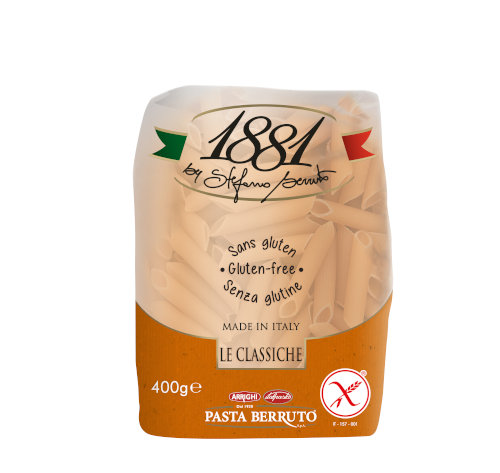 1881
by Stefano Berruto
Sans gluten
• Gluten-free •
Senza glutine
MADE IN ITALY
LE CLASSICHE
400g℮
ARRIGHI
PASTA BERRUTO